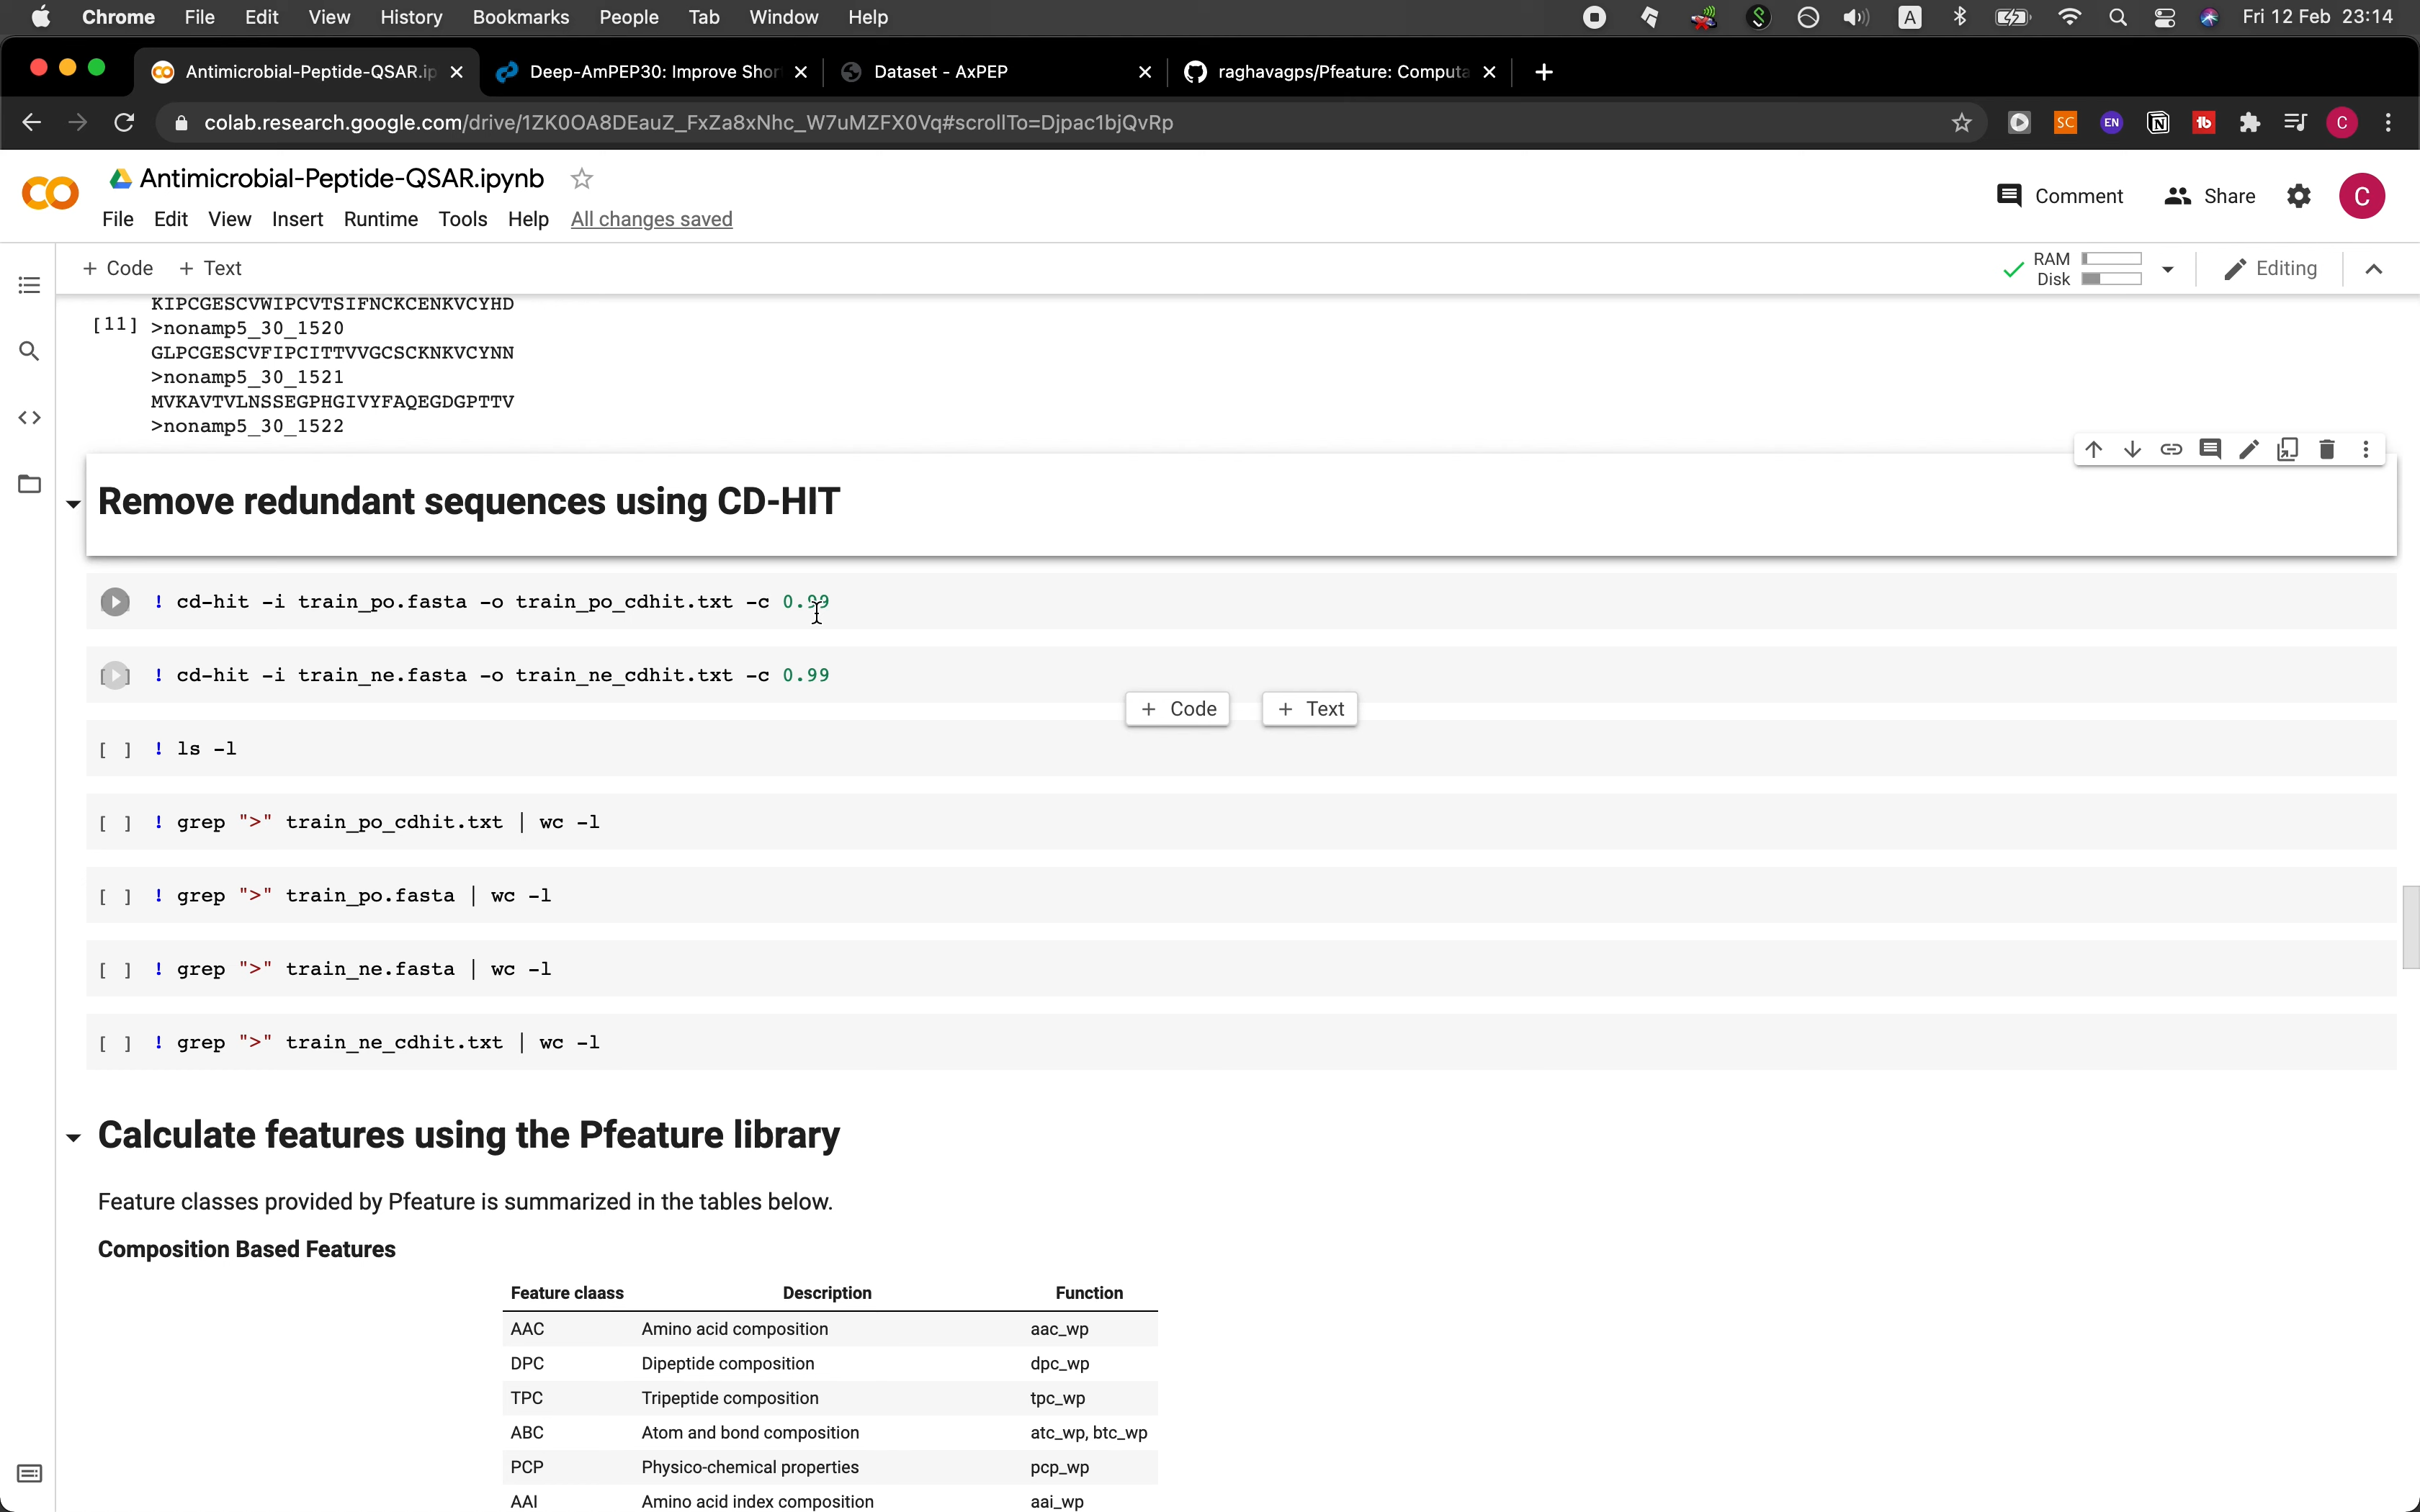 Chrome File Edit View History Bookmarks People Tab Window Help A Fri 12 Feb 23:14
Antimicrobial-Peptide-QSAR.ip Deep-AmPEP30: Improve Shor Dataset - AxPEP raghavagps/Pfeature: Computa
colab.research.google.com/drive/1ZK0OA8DEauZ_FxZa8xNhc_W7uMZFX0Vq#scrollTo=Djpac1bjQvRp SC EN N tb C
Antimicrobial-Peptide-QSAR.ipynb
Comment Share C
File Edit View Insert Runtime Tools Help All changes saved
+ Code + Text RAM Disk Editing
KIPCGESCVWIPCVTSIFNCKCENKVCYHD
[11] >nonamp5_30_1520
GLPCGESCVFIPCITTVVGCSCKNKVCYNN
>nonamp5_30_1521
MVKAVTVLNSSEGPHGIVYFAQEGDGPTTV
>nonamp5_30_1522
Remove redundant sequences using CD-HIT
! cd-hit -i train_po.fasta -o train_po_cdhit.txt -c 0.99
[ ] ! cd-hit -i train_ne.fasta -o train_ne_cdhit.txt -c 0.99
+ Code + Text
[ ] ! ls -l
[ ] ! grep ">" train_po_cdhit.txt | wc -l
[ ] ! grep ">" train_po.fasta | wc -l
[ ] ! grep ">" train_ne.fasta | wc -l
[ ] ! grep ">" train_ne_cdhit.txt | wc -l
Calculate features using the Pfeature library
Feature classes provided by Pfeature is summarized in the tables below.
Composition Based Features
Feature claass Description Function
AAC Amino acid composition aac_wp
DPC Dipeptide composition dpc_wp
TPC Tripeptide composition tpc_wp
ABC Atom and bond composition atc_wp, btc_wp
PCP Physico-chemical properties pcp_wp
AAI Amino acid index composition aai_wp